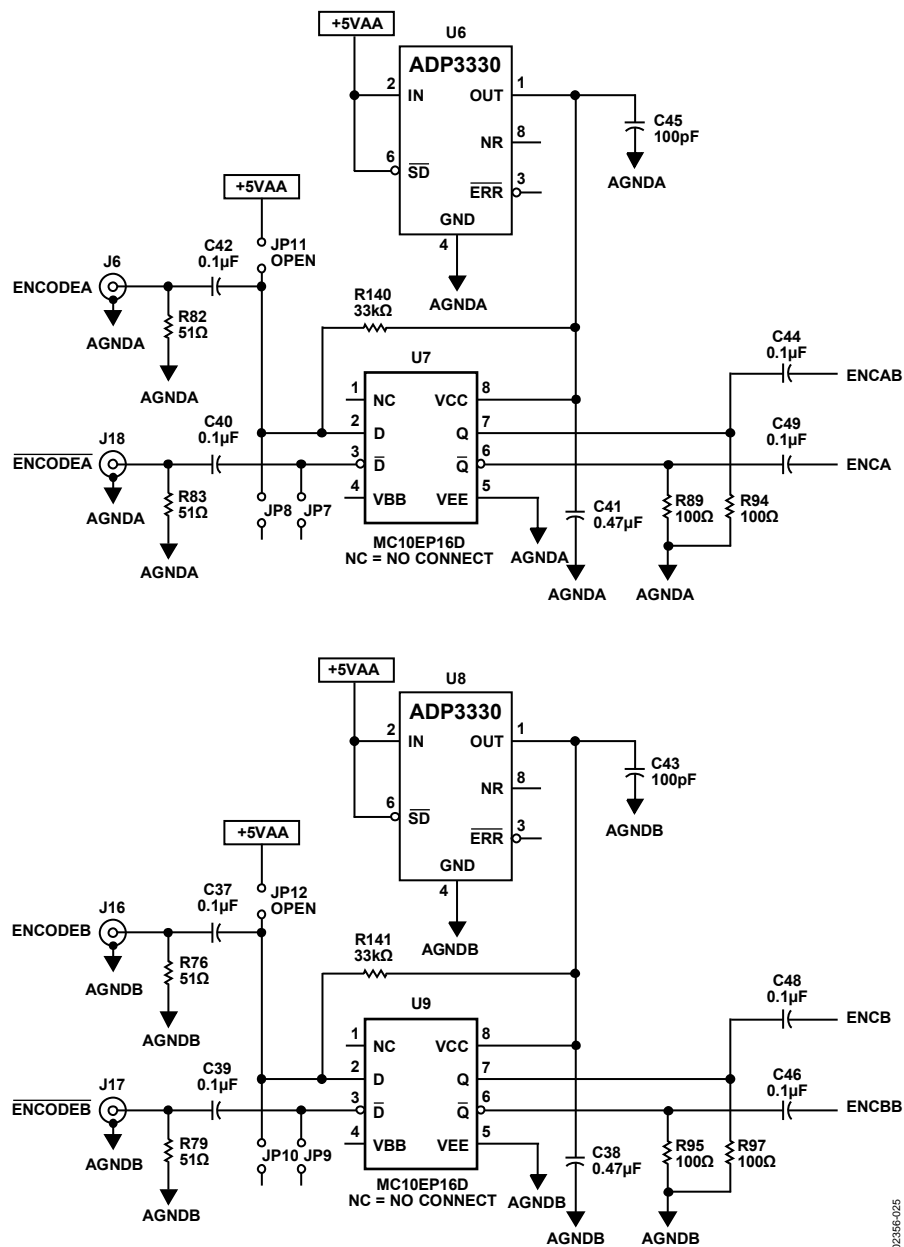 +5VAA
U6
ADP3330
2
IN
OUT
1
C45
100pF
NR
8
6
SD
AGNDA
ERR
3
+5VAA
GND
4
JP11
OPEN
C42
0.1µF
J6
ENCODEA
AGNDA
R140
33kΩ
R82
51Ω
AGNDA
C44
0.1µF
U7
AGNDA
1
NC
VCC
8
ENCAB
C40
0.1µF
2
D
Q
7
C49
0.1µF
J18
ENCODEA
3
D
Q
6
ENCA
4
VBB
VEE
5
R83
51Ω
AGNDA
JP8
JP7
C41
0.47µF
R89
100Ω
R94
100Ω
MC10EP16D
NC = NO CONNECT
AGNDA
AGNDA
AGNDA
AGNDA
+5VAA
U8
ADP3330
2
IN
OUT
1
C43
100pF
NR
8
6
SD
AGNDB
ERR
3
+5VAA
GND
4
JP12
OPEN
C37
0.1µF
J16
ENCODEB
AGNDB
R141
33kΩ
R76
51Ω
AGNDB
C48
0.1µF
U9
AGNDB
1
NC
VCC
8
ENCB
C39
0.1µF
2
D
Q
7
C46
0.1µF
J17
ENCODEB
3
D
Q
6
ENCBB
4
VBB
VEE
5
R79
51Ω
AGNDB
JP10
JP9
C38
0.47µF
R95
100Ω
R97
100Ω
MC10EP16D
NC = NO CONNECT
AGNDB
AGNDB
AGNDB
AGNDB
02356-025